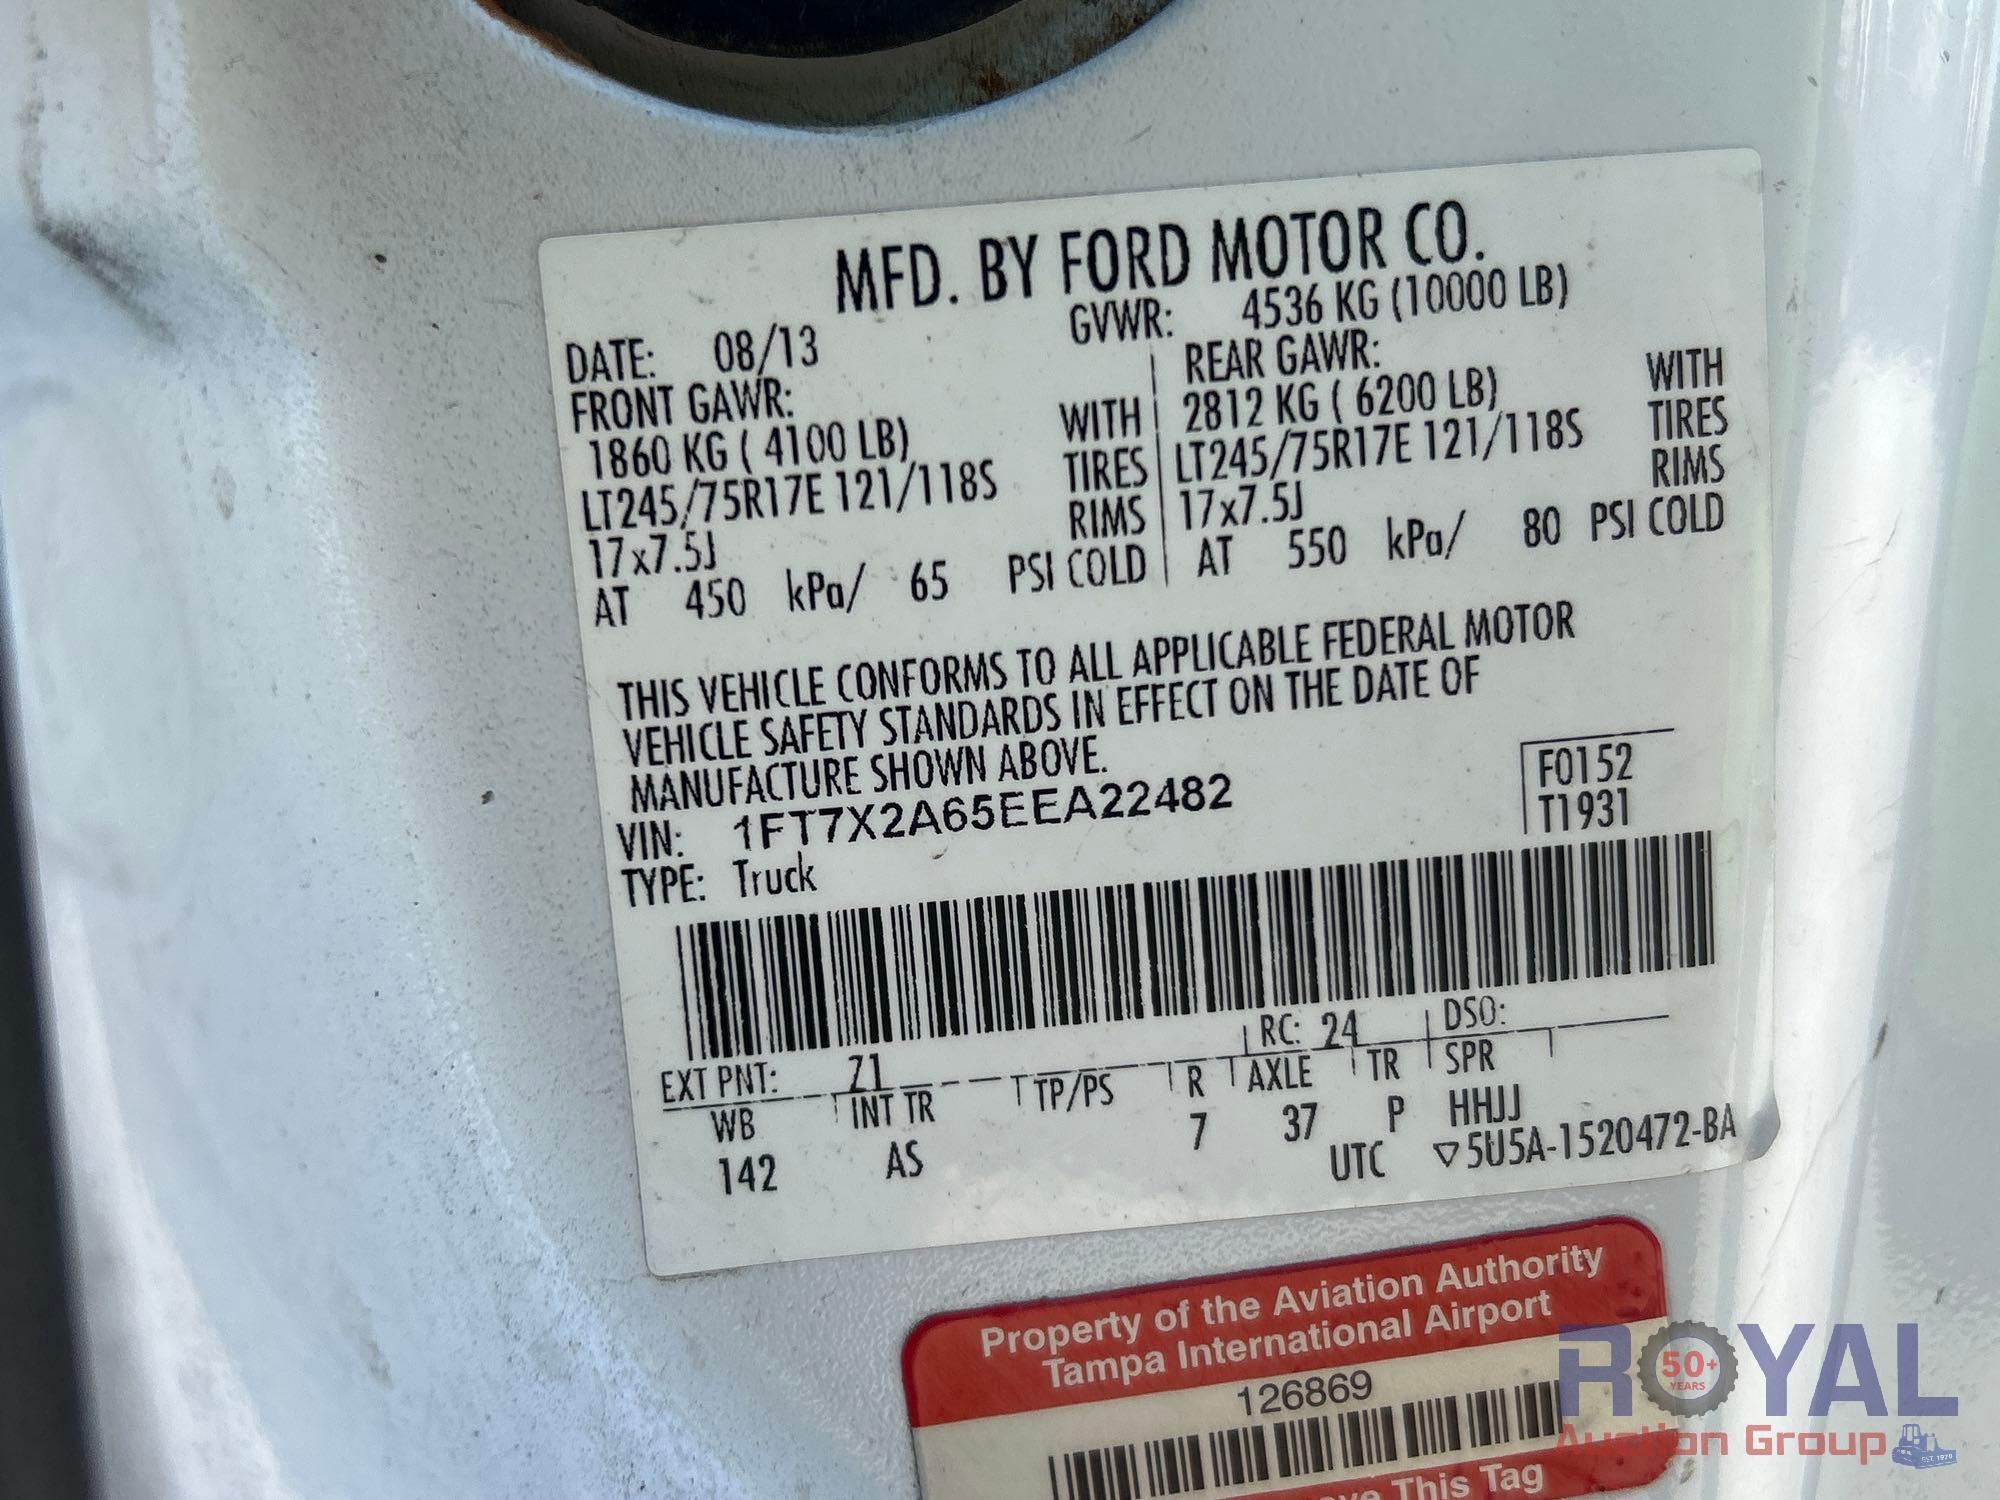 MFD. BY FORD MOTOR CO.
DATE: 08/13 GVWR: 4536 KG (10000 LB)
FRONT GAWR: REAR GAWR:
1860 KG ( 4100 LB) WITH 2812 KG ( 6200 LB) WITH
LT245/75R17E 121/118S TIRES LT245/75R17E 121/118S TIRES
17x7.5J RIMS 17x7.5J RIMS
AT 450 kPa/ 65 PSI COLD AT 550 kPa/ 80 PSI COLD
THIS VEHICLE CONFORMS TO ALL APPLICABLE FEDERAL MOTOR
VEHICLE SAFETY STANDARDS IN EFFECT ON THE DATE OF
MANUFACTURE SHOWN ABOVE.
VIN: 1FT7X2A65EEA22482 F0152
TYPE: Truck T1931
EXT PNT: Z1 RC: 24 DSO:
WB INT TR TP/PS R AXLE TR SPR
142 AS 7 37 P HHJJ
UTC ▽5U5A-1520472-BA
Property of the Aviation Authority
Tampa International Airport
126869
This Tag
ROYAL
50+
YEARS
Auction Group
EST. 1970